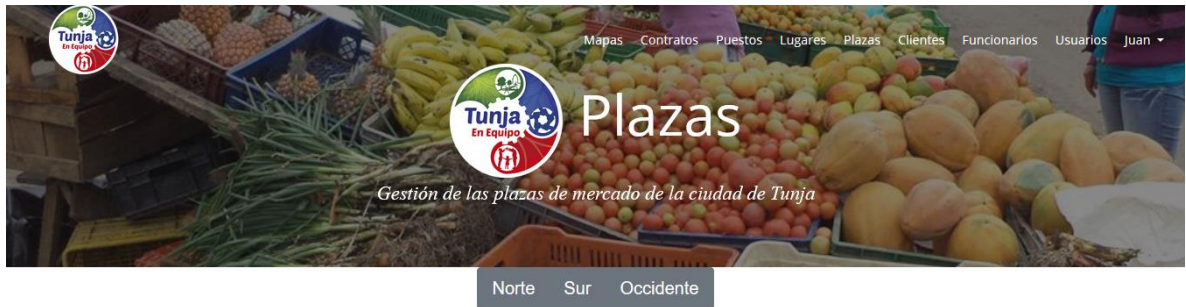 Tunja
En Equipo
Mapas Contratos Puestos Lugares Plazas Clientes Funcionarios Usuarios Juan
Tunja
En Equipo
Plazas
Gestión de las plazas de mercado de la ciudad de Tunja
Norte Sur Occidente